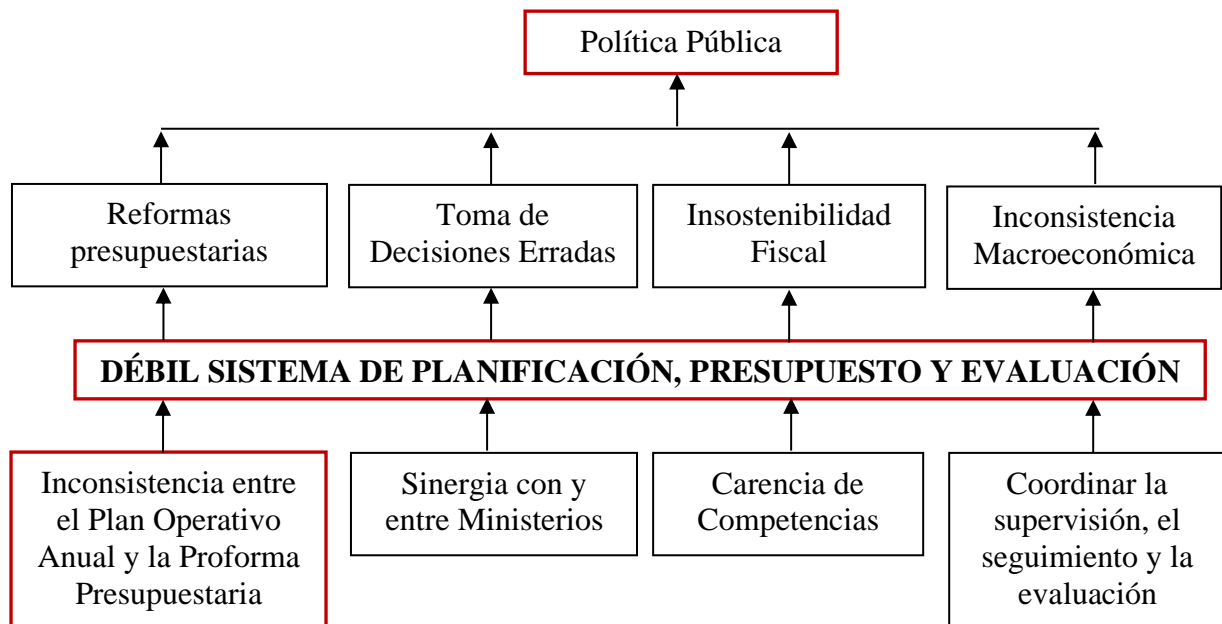 Política Pública
Reformas
presupuestarias
Toma de
Decisiones Erradas
Insostenibilidad
Fiscal
Inconsistencia
Macroeconómica
DÉBIL SISTEMA DE PLANIFICACIÓN, PRESUPUESTO Y EVALUACIÓN
Inconsistencia entre
el Plan Operativo
Anual y la Proforma
Presupuestaria
Sinergia con y
entre Ministerios
Carencia de
Competencias
Coordinar la
supervisión, el
seguimiento y la
evaluación